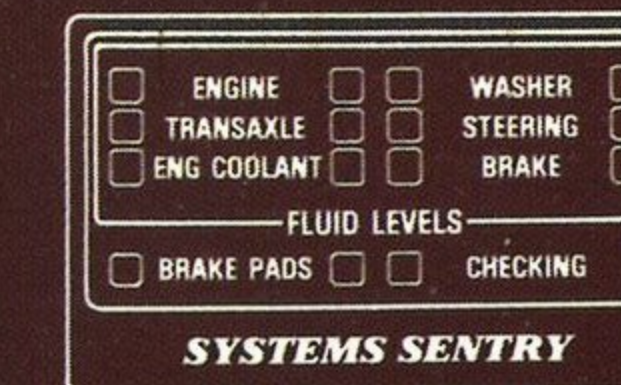 ENGINE WASHER
TRANSAXLE STEERING
ENG COOLANT BRAKE
FLUID LEVELS
BRAKE PADS CHECKING
SYSTEMS SENTRY